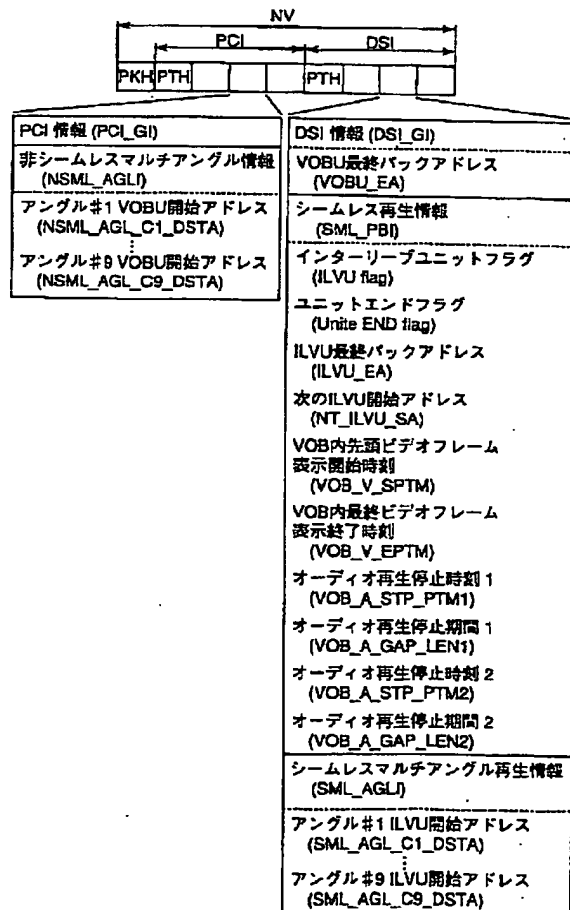 NV
PCI
DSI
PKH PTH PTH
PCI 情報 (PCI_GI)
非シームレスマルチアングル情報
(NSML_AGLI)
アングル#1 VOBU開始アドレス
(NSML_AGL_C1_DSTA)
⋮
アングル#9 VOBU開始アドレス
(NSML_AGL_C9_DSTA)
DSI 情報 (DSI_GI)
VOBU最終パックアドレス
(VOBU_EA)
シームレス再生情報
(SML_PBI)
インターリーブユニットフラグ
(ILVU flag)
ユニットエンドフラグ
(Unite END flag)
ILVU最終パックアドレス
(ILVU_EA)
次のILVU開始アドレス
(NT_ILVU_SA)
VOB内先頭ビデオフレーム
表示開始時刻
(VOB_V_SPTM)
VOB内最終ビデオフレーム
表示終了時刻
(VOB_V_EPTM)
オーディオ再生停止時刻 1
(VOB_A_STP_PTM1)
オーディオ再生停止期間 1
(VOB_A_GAP_LEN1)
オーディオ再生停止時刻 2
(VOB_A_STP_PTM2)
オーディオ再生停止期間 2
(VOB_A_GAP_LEN2)
シームレスマルチアングル再生情報
(SML_AGLI)
アングル#1 ILVU開始アドレス
(SML_AGL_C1_DSTA)
⋮
アングル#9 ILVU開始アドレス
(SML_AGL_C9_DSTA)